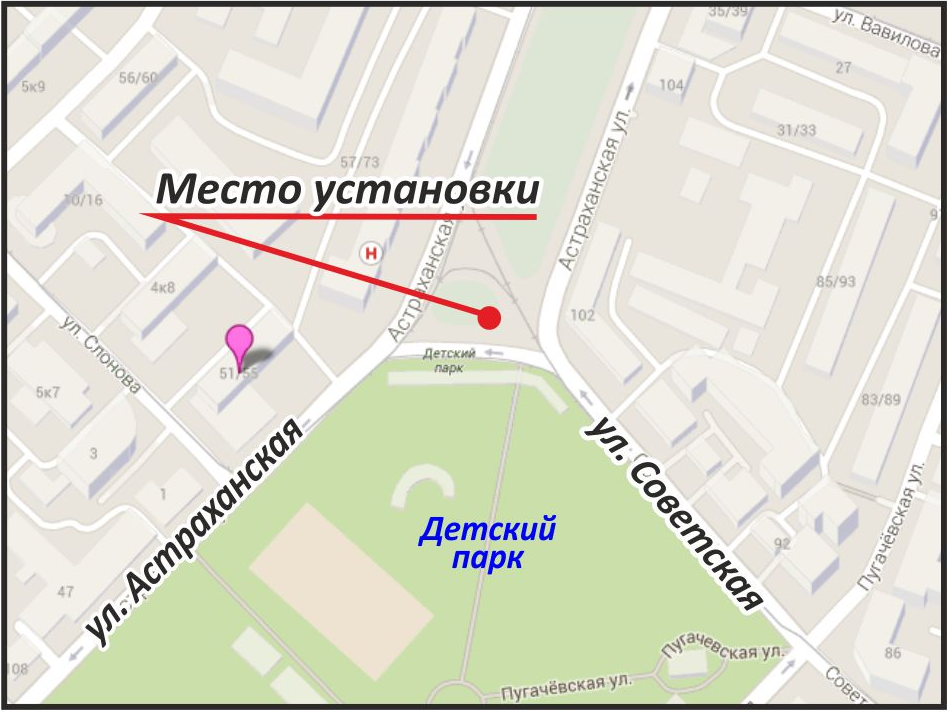 35/39
ул. Вавилова
56/60
5к9
104
27
31/33
57/73
Астраханская ул.
Место установки
10/16
Н
Астраханская
85/93
4к8
102
ул. Слонова
Детский
парк
51/55
5к7
83/89
3
ул. Астраханская
ул. Советская
1
Детский
парк
92
Пугачёвская ул.
47
Пугачевская ул.
86
108
Пугачёвская ул.
Совет